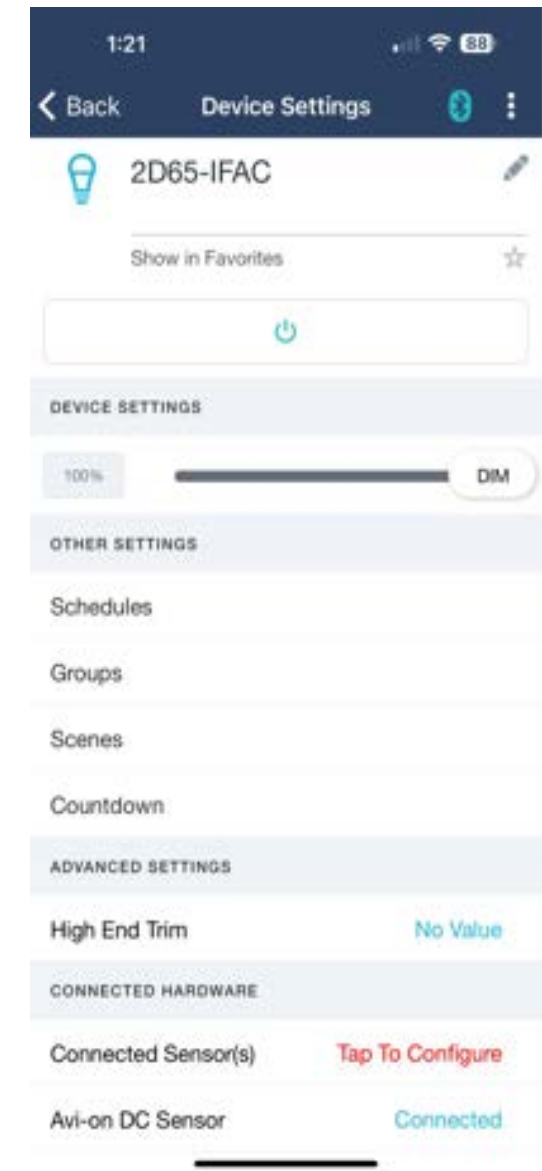 1:21
88
Back
Device Settings
2D65-IFAC
Show in Favorites
DEVICE SETTINGS
100%
DIM
OTHER SETTINGS
Schedules
Groups
Scenes
Countdown
ADVANCED SETTINGS
High End Trim No Value
CONNECTED HARDWARE
Connected Sensor(s) Tap To Configure
Avi-on DC Sensor Connected